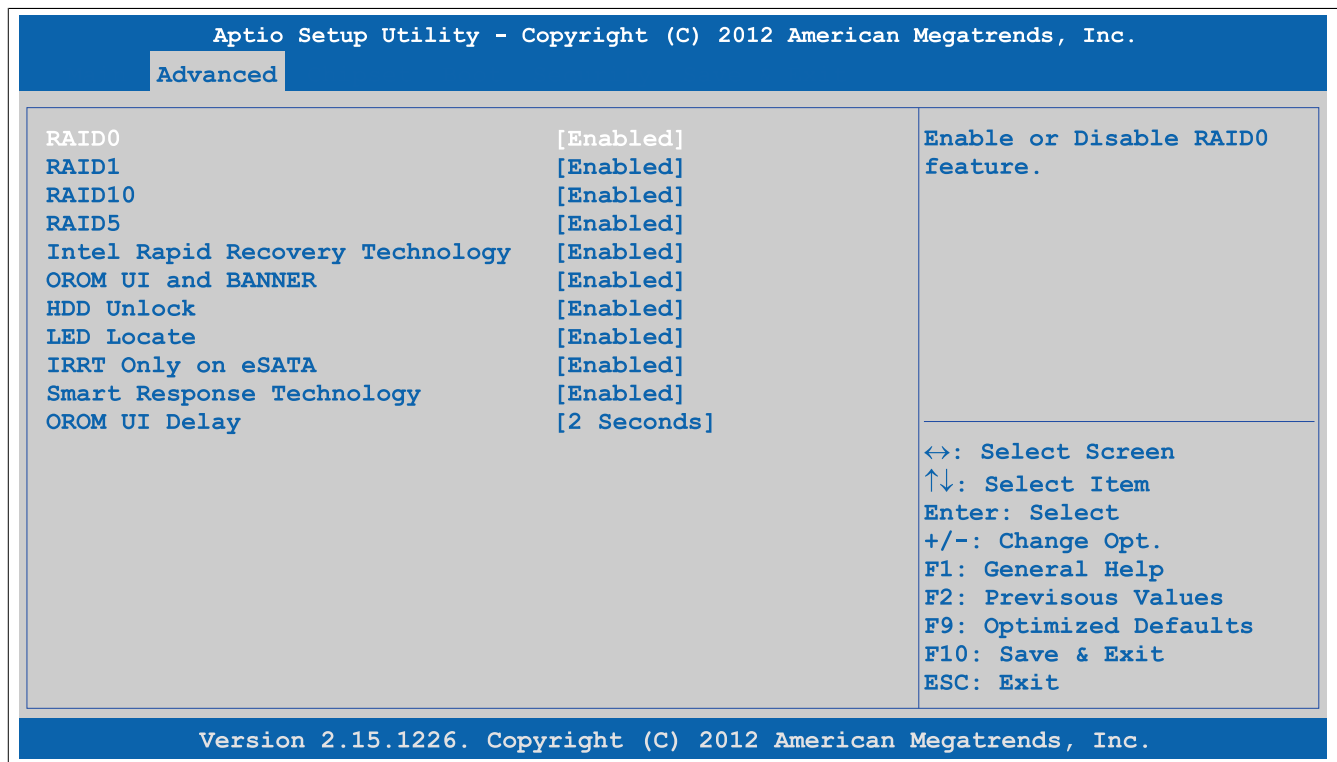 Aptio Setup Utility - Copyright (C) 2012 American Megatrends, Inc.
Advanced
RAID0 [Enabled]
RAID1 [Enabled]
RAID10 [Enabled]
RAID5 [Enabled]
Intel Rapid Recovery Technology [Enabled]
OROM UI and BANNER [Enabled]
HDD Unlock [Enabled]
LED Locate [Enabled]
IRRT Only on eSATA [Enabled]
Smart Response Technology [Enabled]
OROM UI Delay [2 Seconds]
Enable or Disable RAID0
feature.
↔: Select Screen
↑↓: Select Item
Enter: Select
+/-: Change Opt.
F1: General Help
F2: Previsous Values
F9: Optimized Defaults
F10: Save & Exit
ESC: Exit
Version 2.15.1226. Copyright (C) 2012 American Megatrends, Inc.